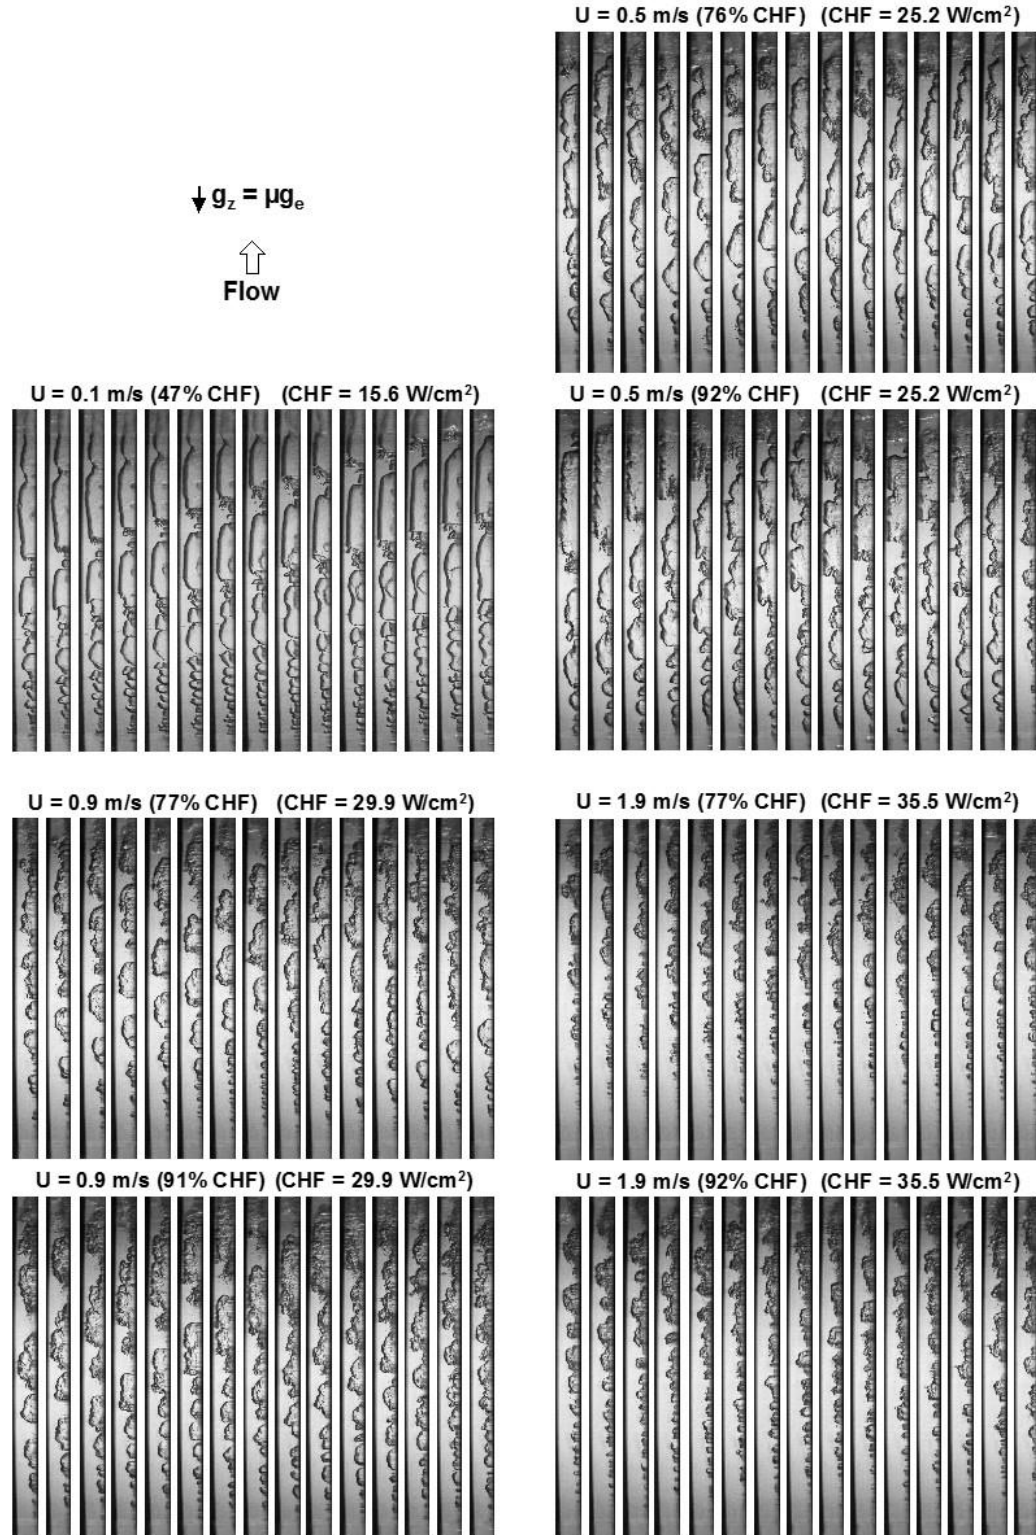 U = 0.5 m/s (76% CHF) (CHF = 25.2 W/cm²)
g_z = µg_e
Flow
U = 0.1 m/s (47% CHF) (CHF = 15.6 W/cm²)
U = 0.5 m/s (92% CHF) (CHF = 25.2 W/cm²)
U = 0.9 m/s (77% CHF) (CHF = 29.9 W/cm²)
U = 1.9 m/s (77% CHF) (CHF = 35.5 W/cm²)
U = 0.9 m/s (91% CHF) (CHF = 29.9 W/cm²)
U = 1.9 m/s (92% CHF) (CHF = 35.5 W/cm²)